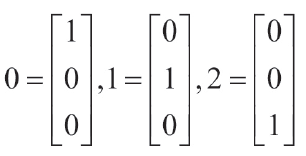 0 = [1 0 0], 1 = [0 1 0], 2 = [0 0 1]